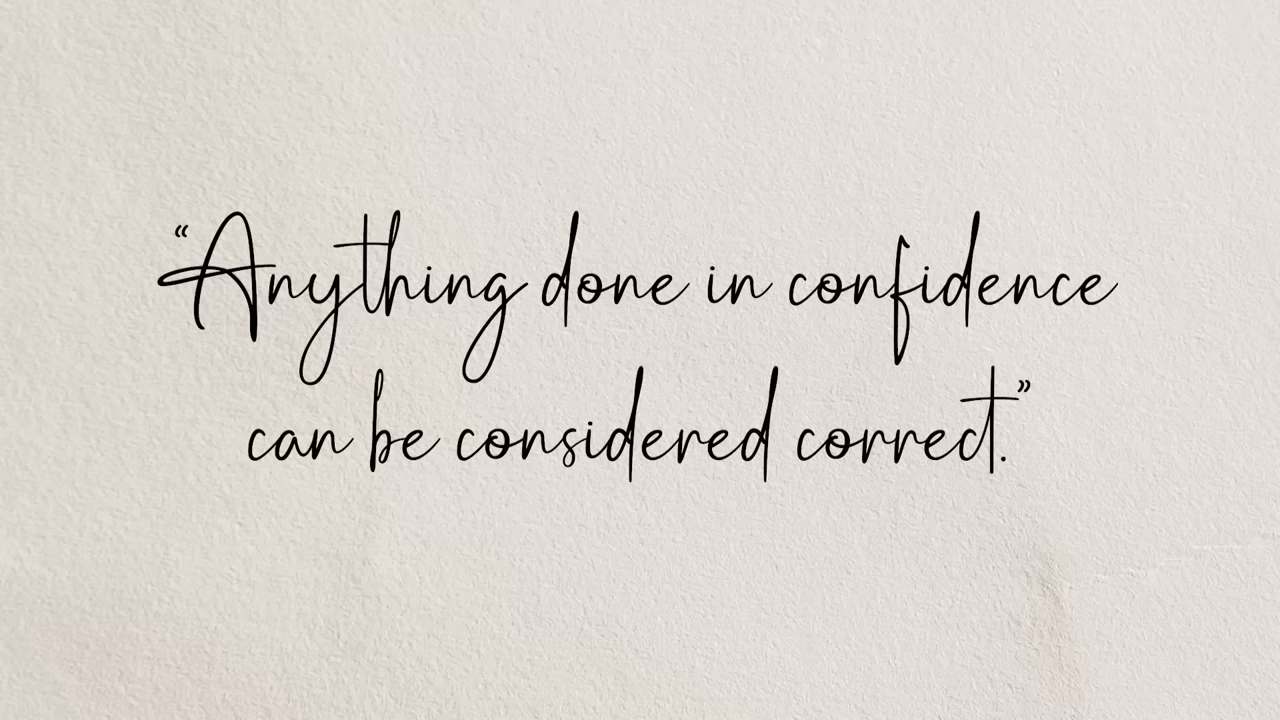 “Anything done in confidence
can be considered correct.”